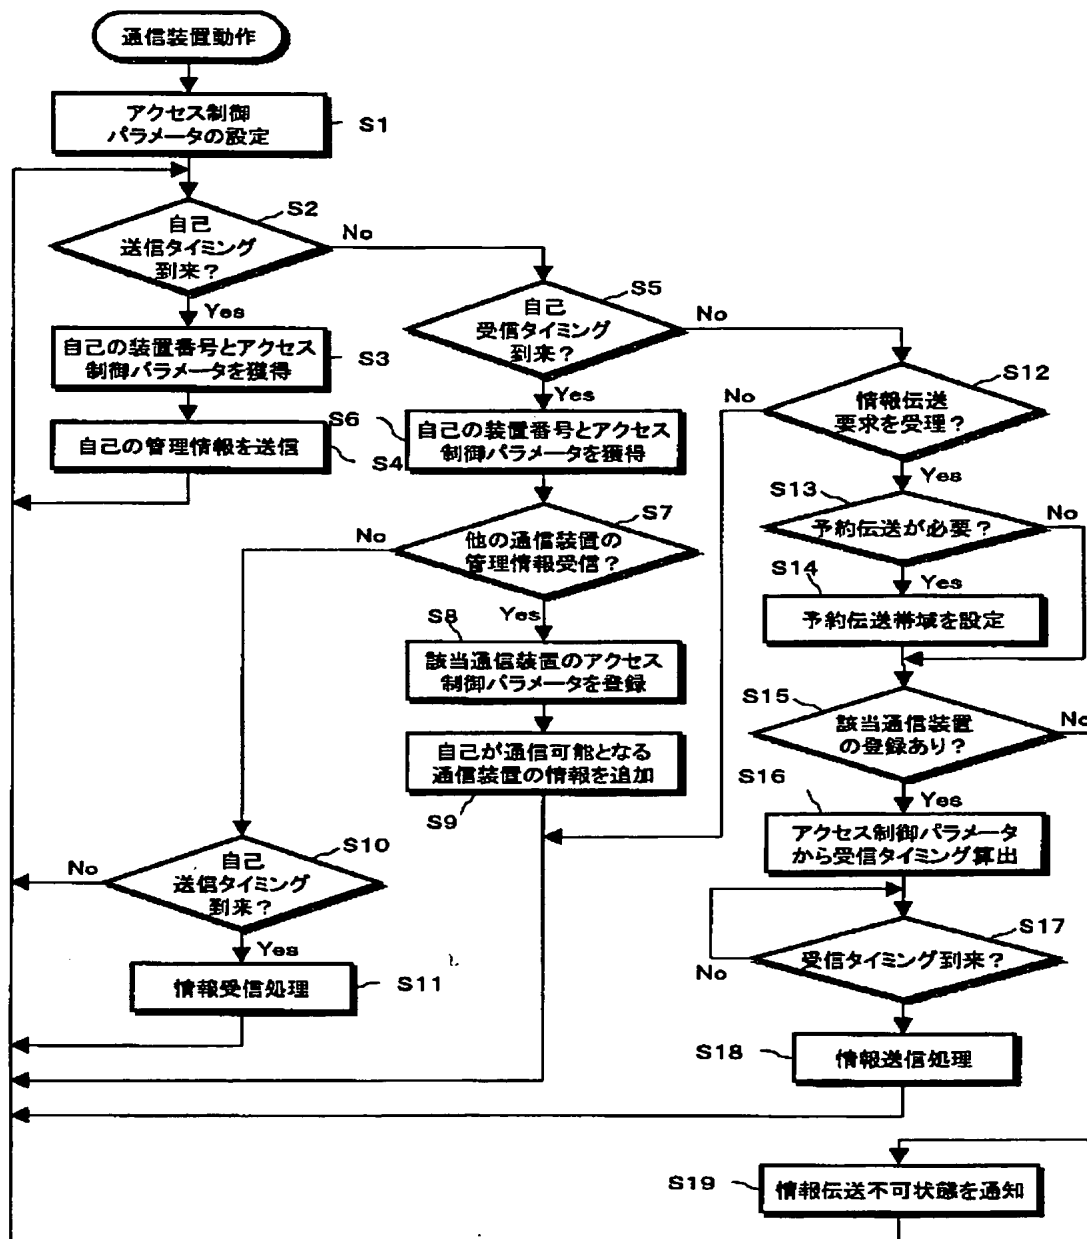 通信装置動作
アクセス制御
パラメータの設定
S1
S2
自己
送信タイミング
到来?
No
Yes
自己の装置番号とアクセス
制御パラメータを獲得
S3
自己の管理情報を送信
S4
S5
自己
受信タイミング
到来?
No
Yes
S6
自己の装置番号とアクセス
制御パラメータを獲得
S7
他の通信装置の
管理情報受信?
No
Yes
S8
該当通信装置のアクセス
制御パラメータを登録
自己が通信可能となる
通信装置の情報を追加
S9
S10
自己
送信タイミング
到来?
No
Yes
情報受信処理
S11
S12
情報伝送
要求を受理?
No
Yes
S13
予約伝送が必要?
No
Yes
S14
予約伝送帯域を設定
S15
該当通信装置
の登録あり?
No
Yes
S16
アクセス制御パラメータ
から受信タイミング算出
S17
受信タイミング到来?
No
S18
情報送信処理
S19
情報伝送不可状態を通知